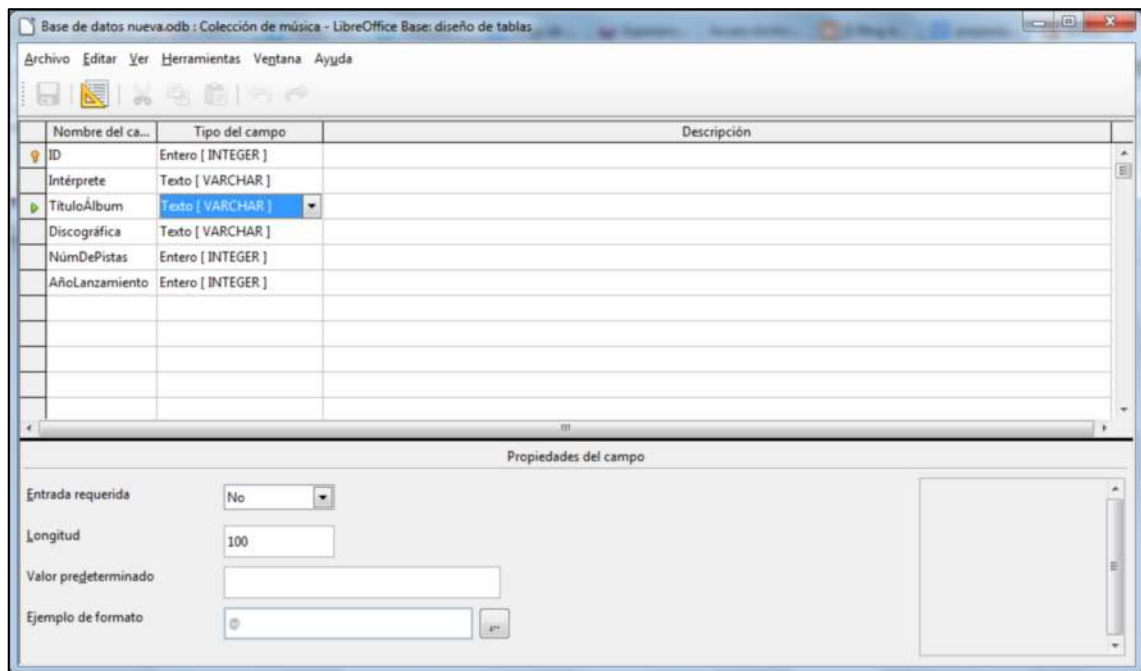 Base de datos nueva.odb : Colección de música - LibreOffice Base: diseño de tablas
Archivo Editar Ver Herramientas Ventana Ayuda
Nombre del ca... Tipo del campo Descripción
ID Entero [ INTEGER ]
Intérprete Texto [ VARCHAR ]
TítuloÁlbum Texto [ VARCHAR ]
Discográfica Texto [ VARCHAR ]
NúmDePistas Entero [ INTEGER ]
AñoLanzamiento Entero [ INTEGER ]
Propiedades del campo
Entrada requerida No
Longitud 100
Valor predeterminado
Ejemplo de formato @
...